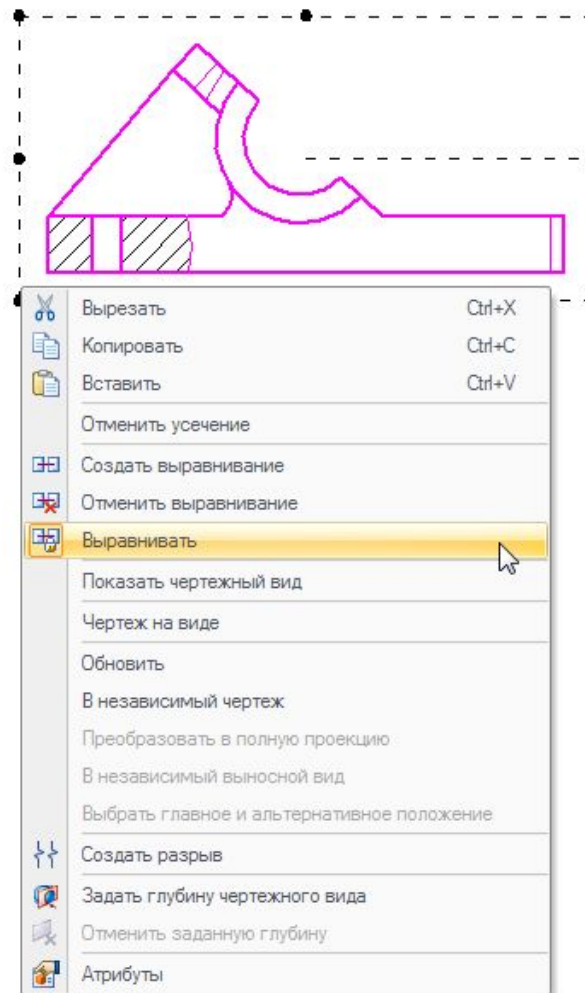 Вырезать Ctrl+X
Копировать Ctrl+C
Вставить Ctrl+V
Отменить усечение
Создать выравнивание
Отменить выравнивание
Выравнивать
Показать чертежный вид
Чертеж на виде
Обновить
В независимый чертеж
Преобразовать в полную проекцию
В независимый выносной вид
Выбрать главное и альтернативное положение
Создать разрыв
Задать глубину чертежного вида
Отменить заданную глубину
Атрибуты